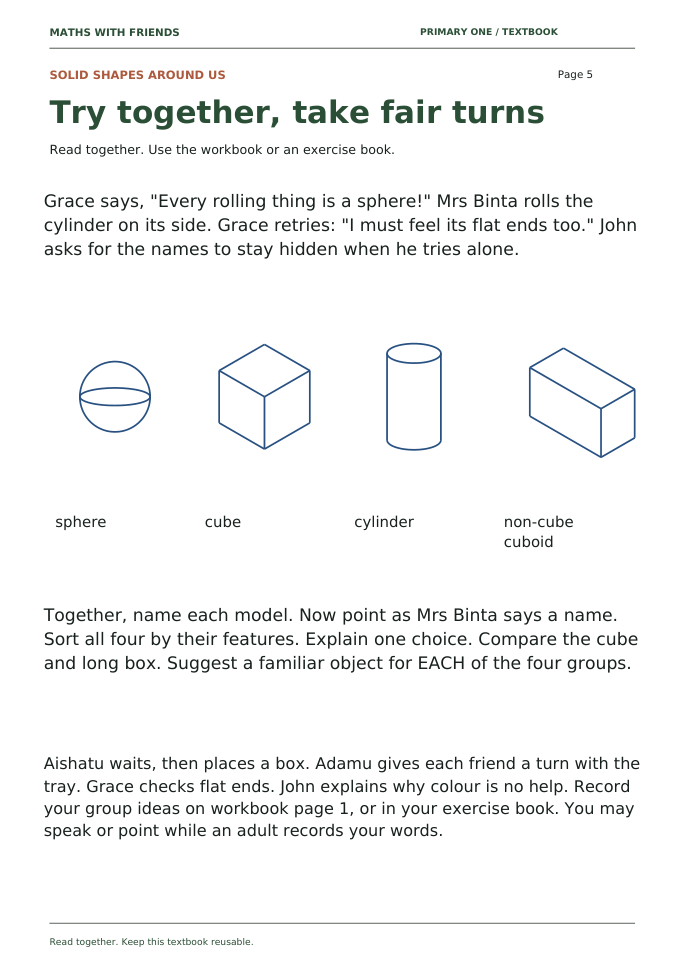 MATHS WITH FRIENDS
PRIMARY ONE / TEXTBOOK
SOLID SHAPES AROUND US
Page 5
Try together, take fair turns
Read together. Use the workbook or an exercise book.
Grace says, "Every rolling thing is a sphere!" Mrs Binta rolls the
cylinder on its side. Grace retries: "I must feel its flat ends too." John
asks for the names to stay hidden when he tries alone.
sphere
cube
cylinder
non-cube
cuboid
Together, name each model. Now point as Mrs Binta says a name.
Sort all four by their features. Explain one choice. Compare the cube
and long box. Suggest a familiar object for EACH of the four groups.
Aishatu waits, then places a box. Adamu gives each friend a turn with the
tray. Grace checks flat ends. John explains why colour is no help. Record
your group ideas on workbook page 1, or in your exercise book. You may
speak or point while an adult records your words.
Read together. Keep this textbook reusable.